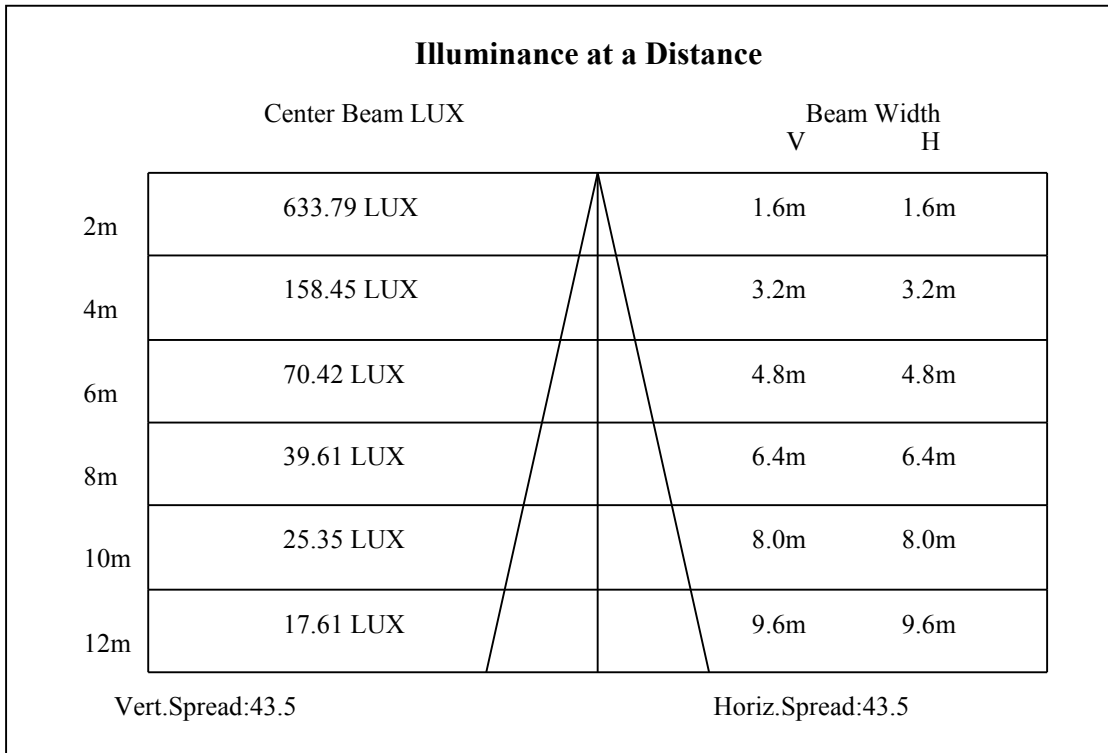 Illuminance at a Distance
Center Beam LUX Beam Width
V H
633.79 LUX 1.6m 1.6m
2m
158.45 LUX 3.2m 3.2m
4m
70.42 LUX 4.8m 4.8m
6m
39.61 LUX 6.4m 6.4m
8m
25.35 LUX 8.0m 8.0m
10m
17.61 LUX 9.6m 9.6m
12m
Vert.Spread:43.5 Horiz.Spread:43.5